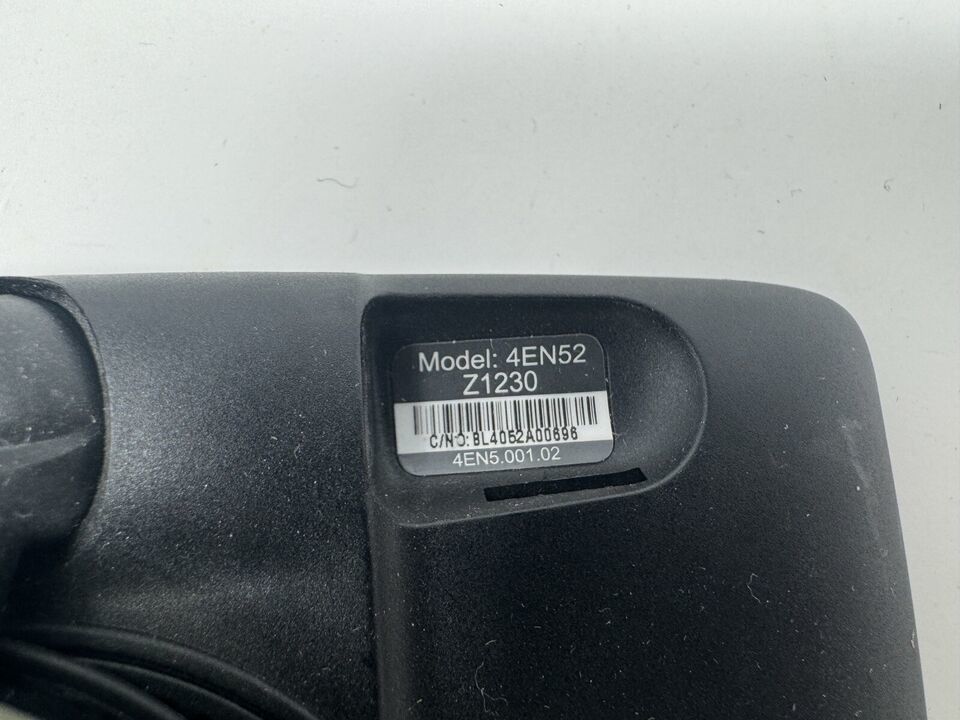 Model: 4EN52
Z1230
C/NO:BL4052A00696
4EN5.001.02